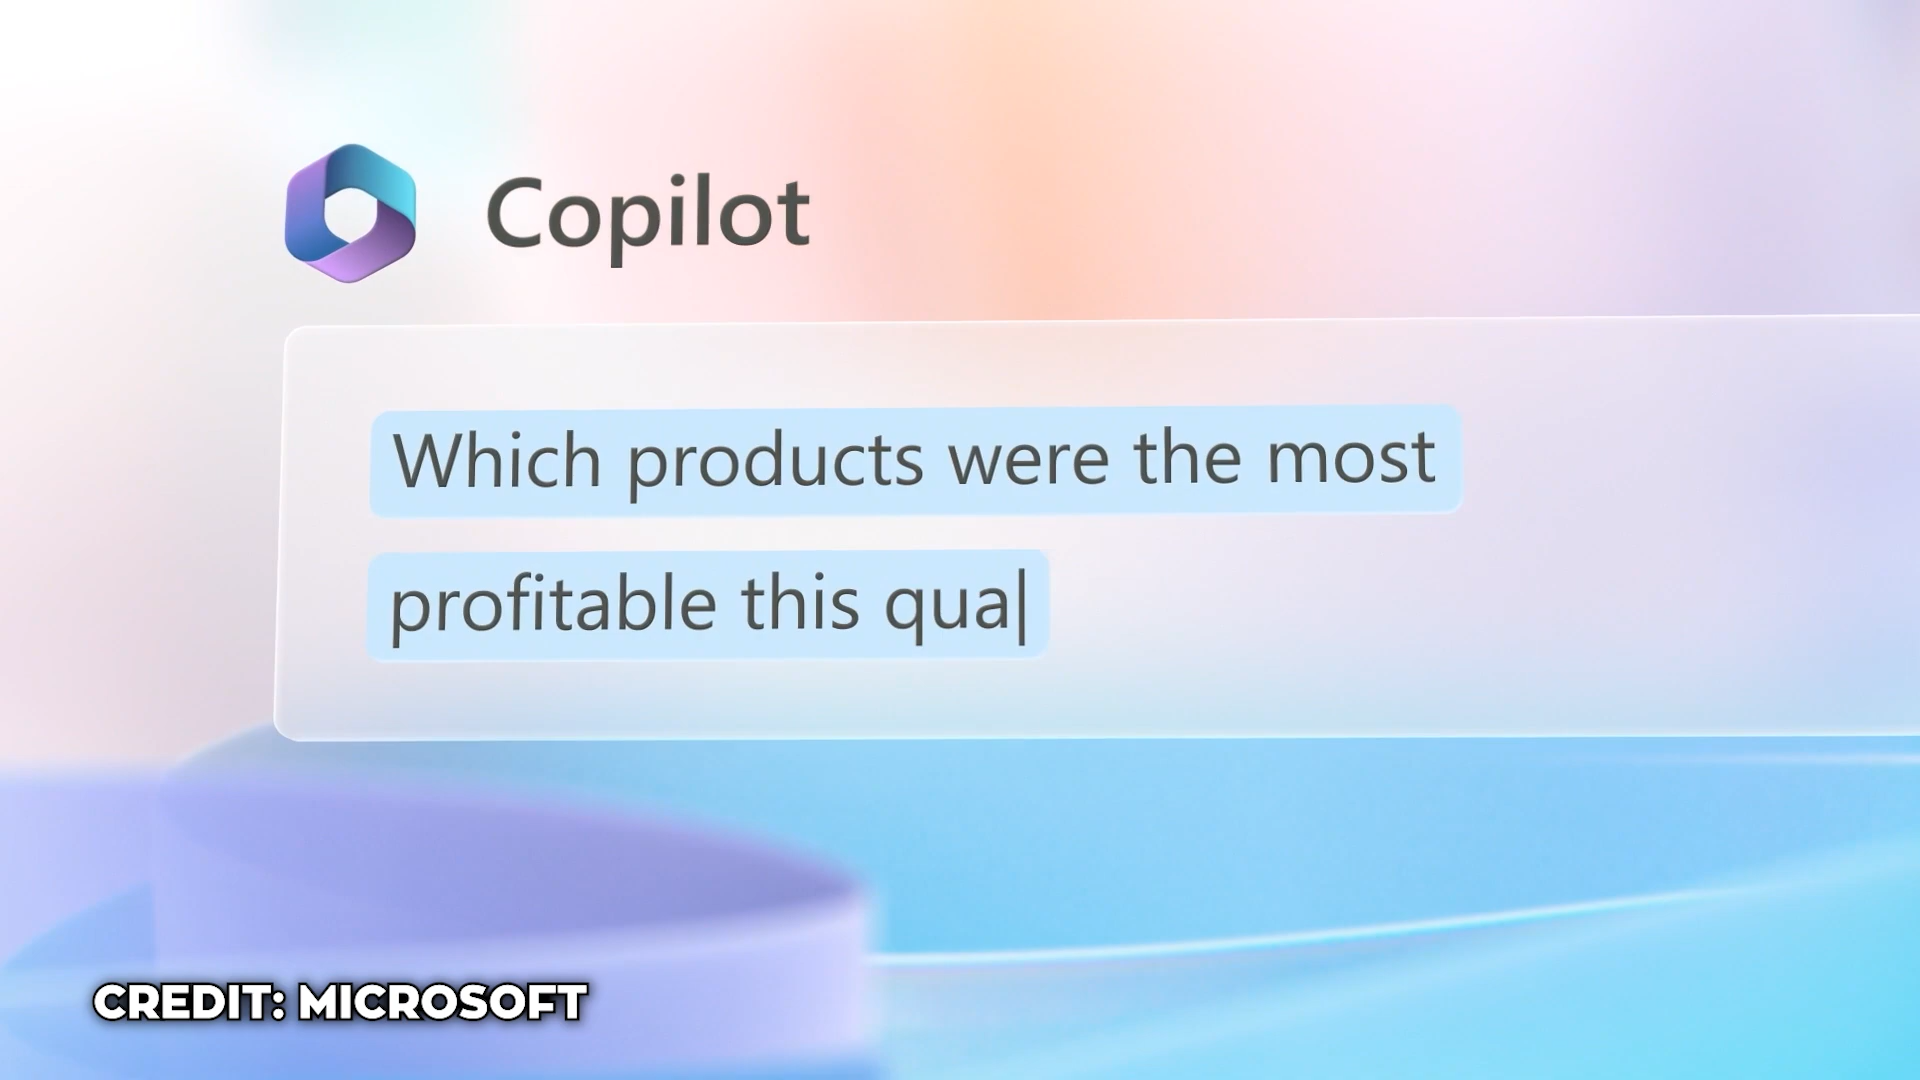 Copilot
Which products were the most
profitable this qua
CREDIT: MICROSOFT